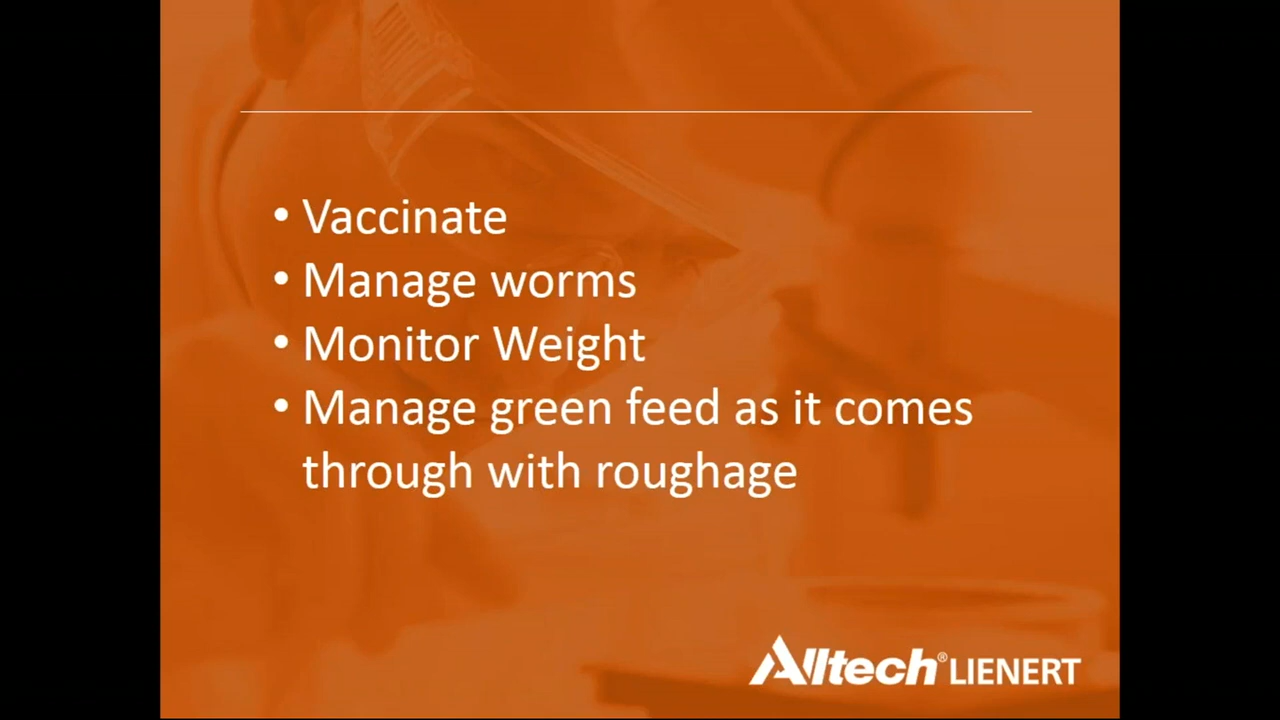 • Vaccinate
• Manage worms
• Monitor Weight
• Manage green feed as it comes
through with roughage
Alltech® LIENERT